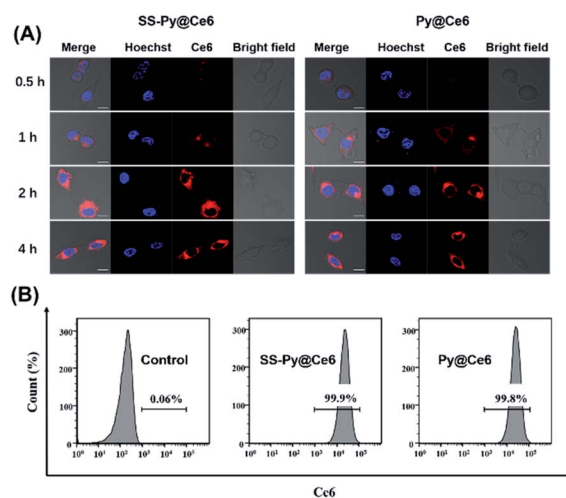 (A)
SS-Py@Ce6
Py@Ce6
Merge Hoechst Ce6 Bright field
Merge Hoechst Ce6 Bright field
0.5 h
1 h
2 h
4 h
(B)
Count (%)
300
200
100
0
Control
0.06%
10⁰ 10¹ 10² 10³ 10⁴ 10⁵
300
200
100
0
SS-Py@Ce6
99.9%
10⁰ 10¹ 10² 10³ 10⁴ 10⁵
300
200
100
0
Py@Ce6
99.8%
10⁰ 10¹ 10² 10³ 10⁴ 10⁵
Ce6